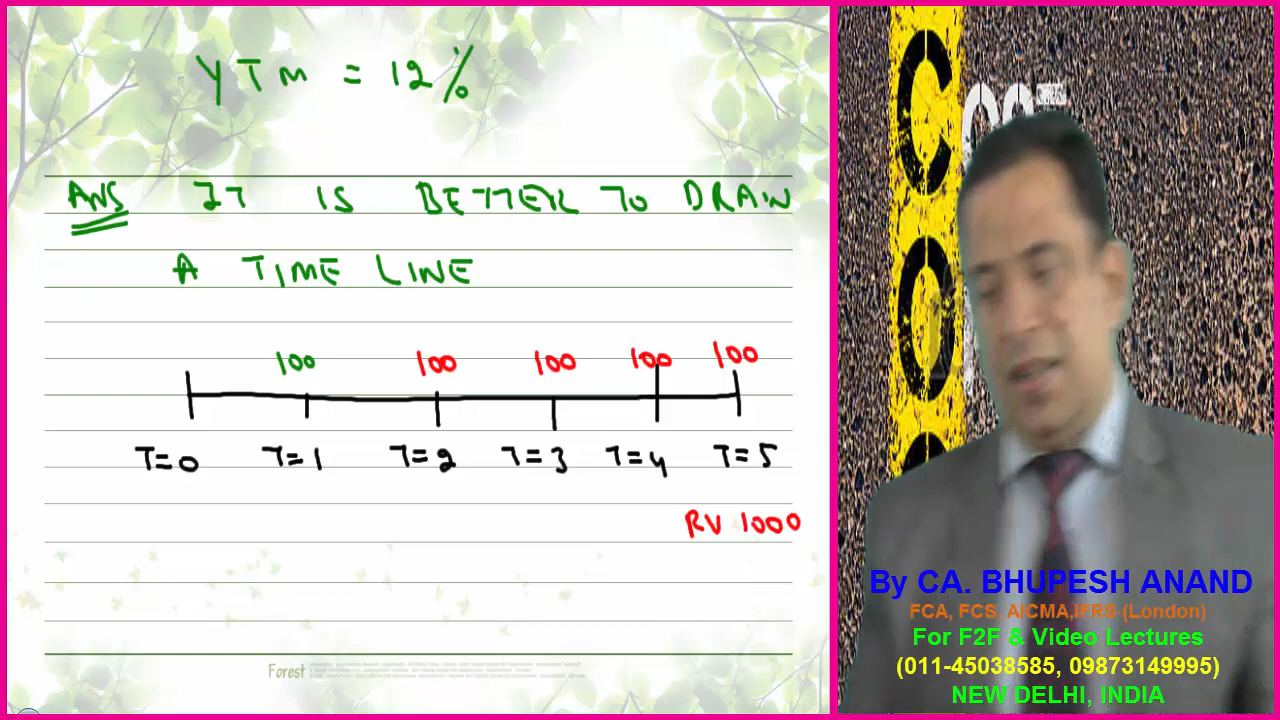 YTM = 12%
ANS IT IS BETTER TO DRAW
A TIME LINE
100 100 100 100 100
T=0 T=1 T=2 T=3 T=4 T=5
RV 1000
Forest
By CA. BHUPESH ANAND
FCA, FCS, AICMA,IFRS (London)
For F2F & Video Lectures
(011-45038585, 09873149995)
NEW DELHI, INDIA